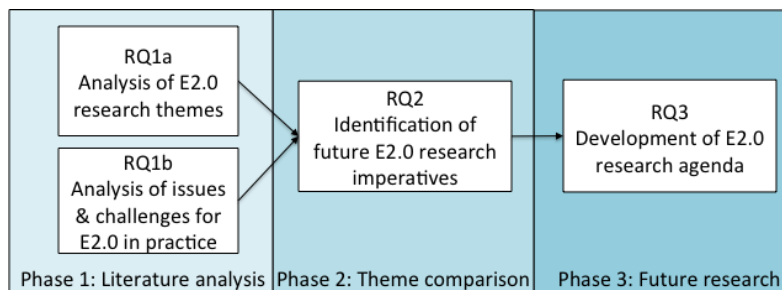 RQ1a
Analysis of E2.0
research themes
RQ1b
Analysis of issues
& challenges for
E2.0 in practice
Phase 1: Literature analysis
RQ2
Identification of
future E2.0 research
imperatives
Phase 2: Theme comparison
RQ3
Development of E2.0
research agenda
Phase 3: Future research